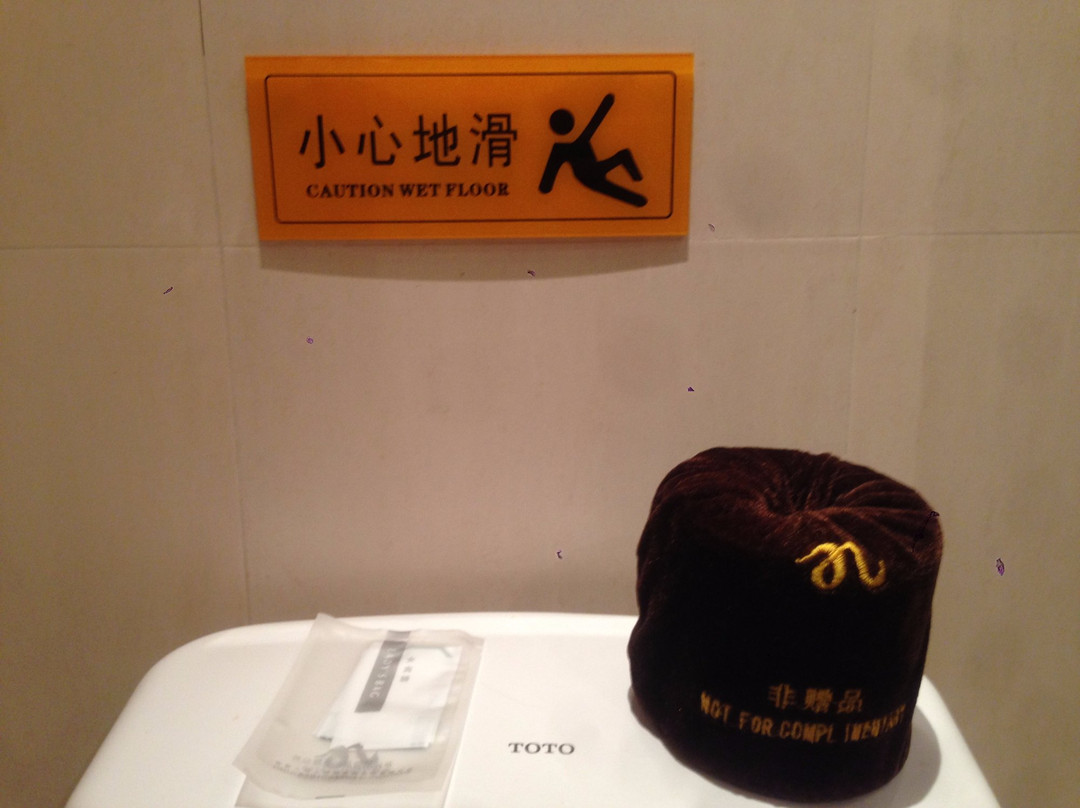 小心地滑
CAUTION WET FLOOR
TOTO
非赠品
NOT FOR COMPLIMENTARY